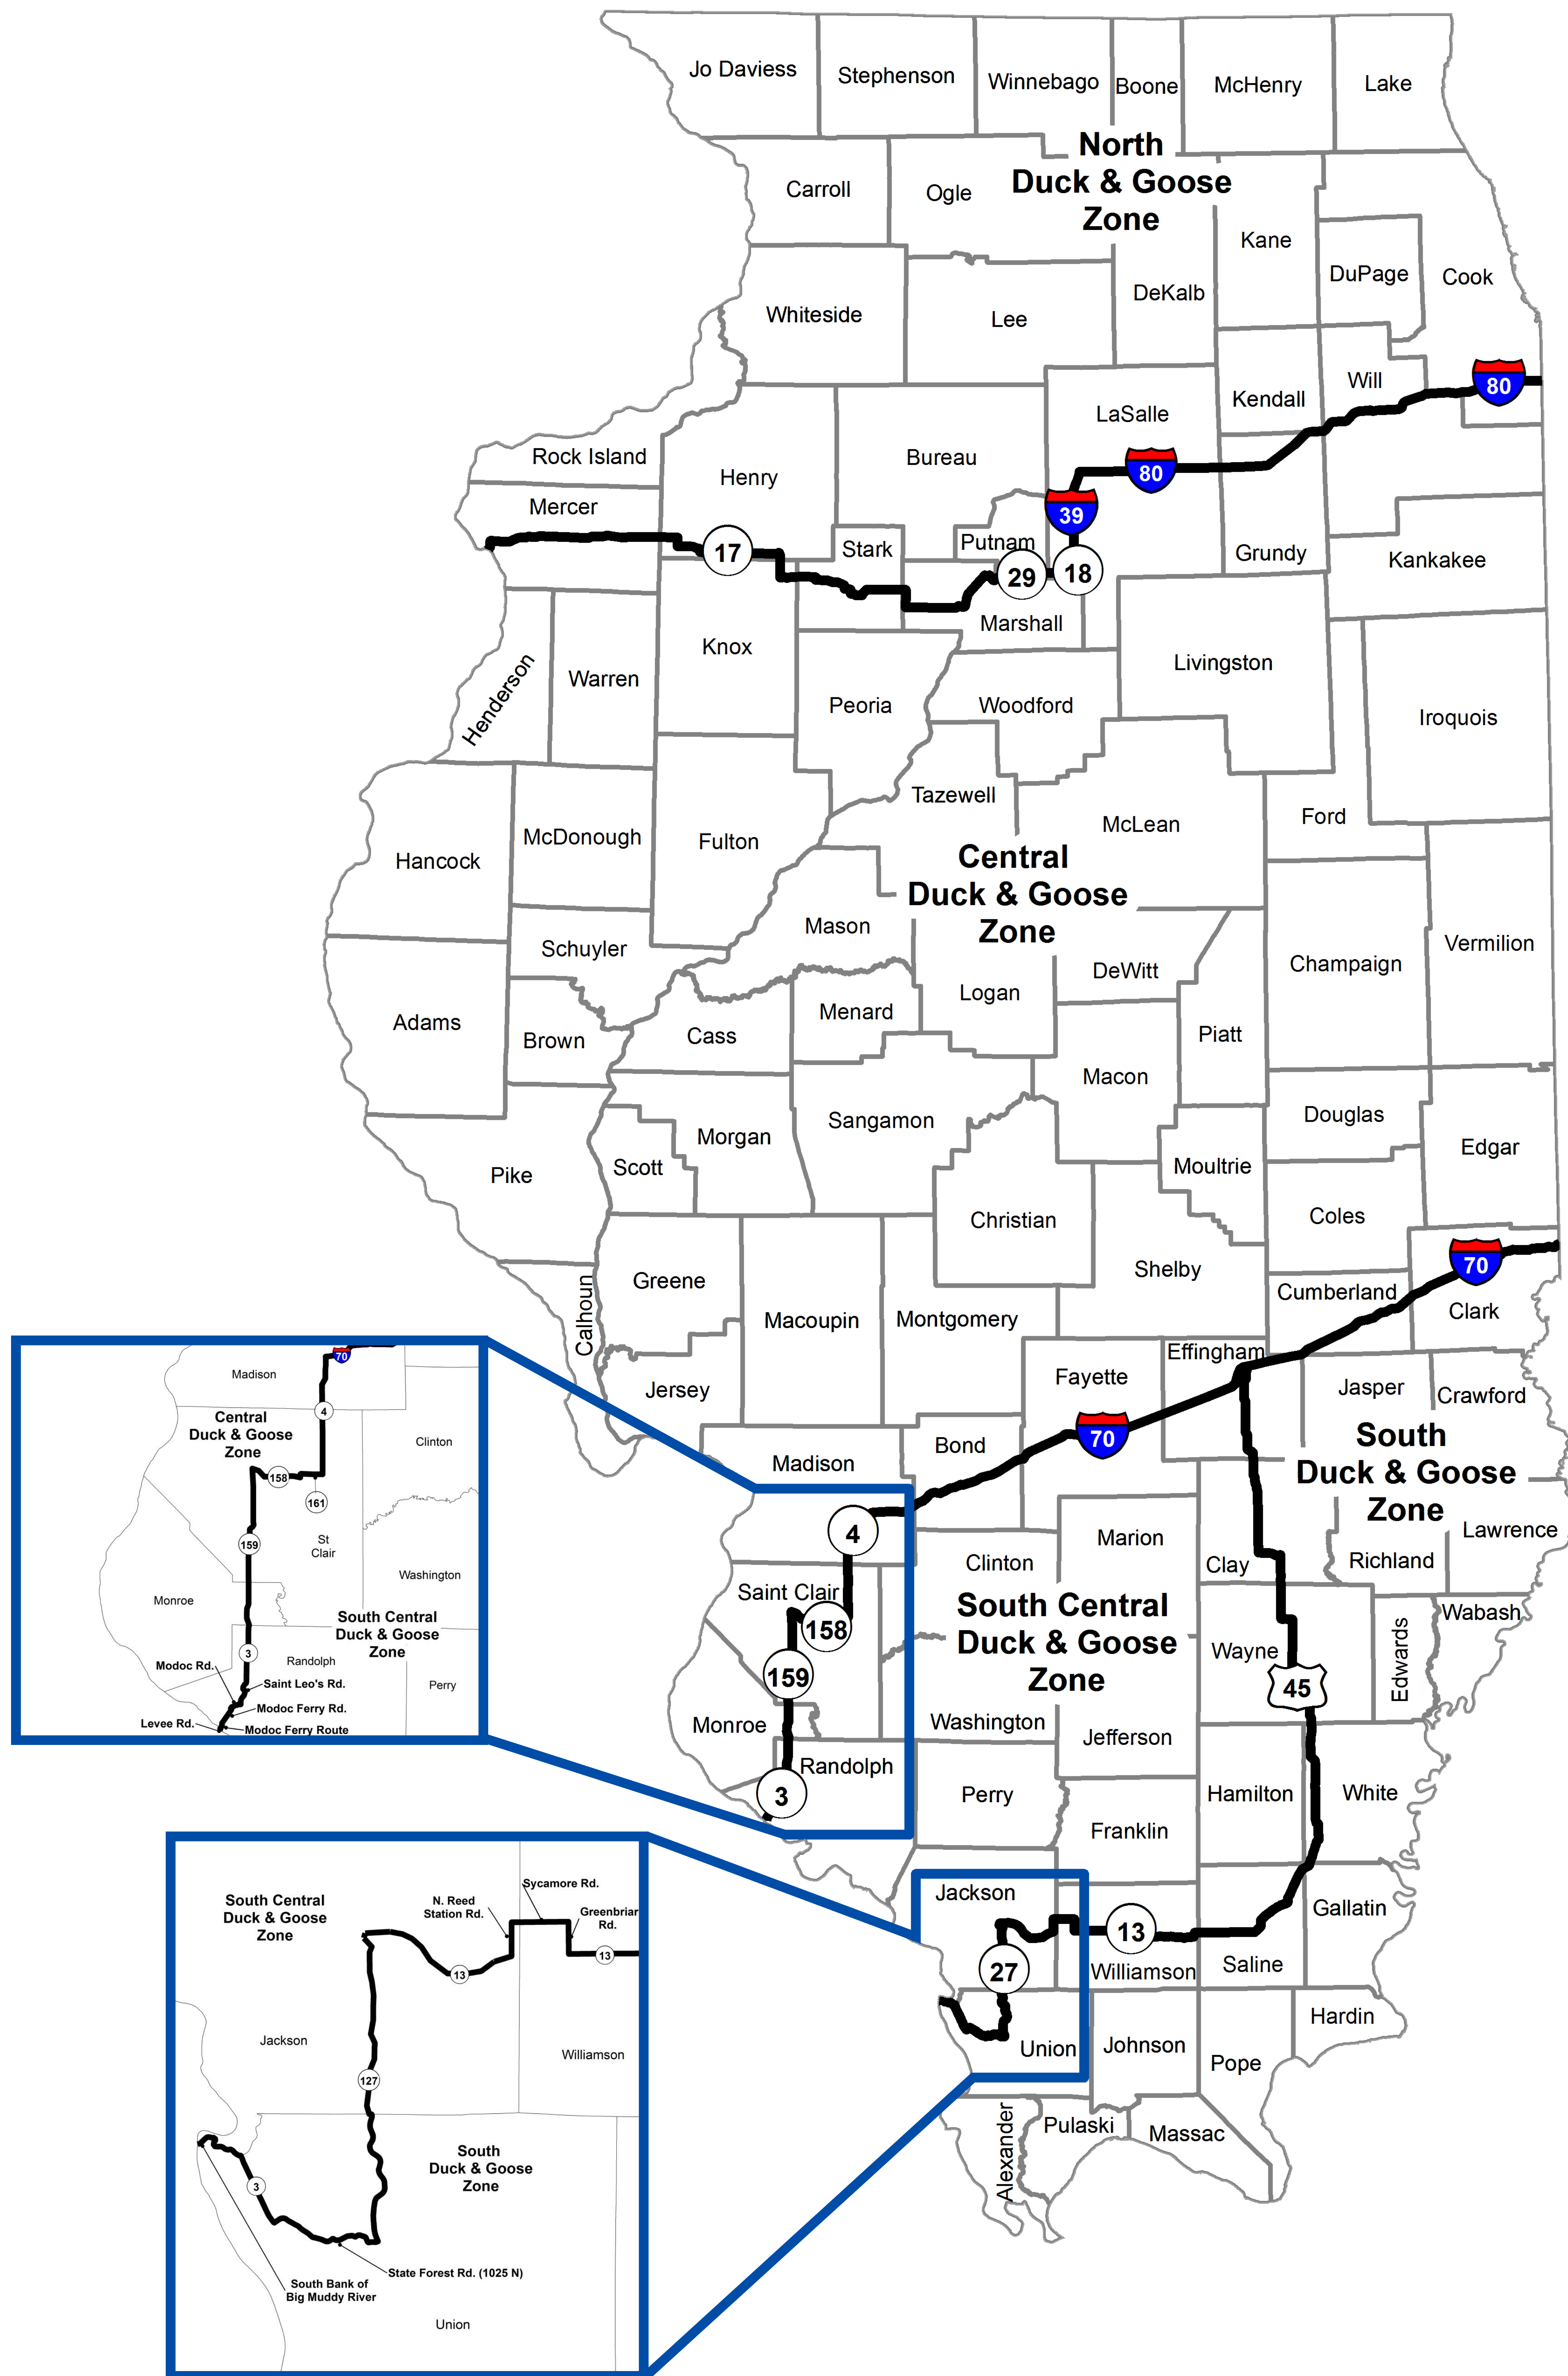 Jo Daviess
Stephenson
Winnebago
Boone
McHenry
Lake
North
Duck & Goose
Zone
Carroll
Ogle
Kane
DuPage
Cook
DeKalb
Whiteside
Lee
Will
80
Kendall
LaSalle
Rock Island
Henry
Bureau
80
Mercer
39
17
Stark
Putnam
29
18
Grundy
Kankakee
Marshall
Knox
Henderson
Warren
Livingston
Peoria
Woodford
Iroquois
Tazewell
McLean
Ford
McDonough
Fulton
Hancock
Central
Duck & Goose
Zone
Mason
Schuyler
Vermilion
Champaign
DeWitt
Logan
Menard
Adams
Brown
Cass
Piatt
Macon
Sangamon
Douglas
Morgan
Edgar
Scott
Moultrie
Pike
Christian
Coles
Shelby
70
Greene
Calhoun
Cumberland
Clark
Macoupin
Montgomery
Effingham
Fayette
Jersey
Jasper
Crawford
70
Bond
Madison
South
Duck & Goose
Zone
4
Marion
Lawrence
Clinton
Clay
Richland
Saint Clair
South Central
Duck & Goose
Zone
158
Wabash
Wayne
Edwards
159
45
Monroe
Washington
Jefferson
Randolph
3
Perry
Hamilton
White
Franklin
Jackson
Gallatin
13
27
Williamson
Saline
Hardin
Union
Johnson
Pope
Alexander
Pulaski
Massac
70
Madison
4
Central
Duck & Goose
Zone
Clinton
158
161
159
St
Clair
Washington
Monroe
South Central
Duck & Goose
Zone
3
Randolph
Modoc Rd.
Saint Leo's Rd.
Perry
Modoc Ferry Rd.
Levee Rd.
Modoc Ferry Route
Sycamore Rd.
South Central
Duck & Goose
Zone
N. Reed
Station Rd.
Greenbriar
Rd.
13
13
Jackson
Williamson
127
South
Duck & Goose
Zone
3
State Forest Rd. (1025 N)
South Bank of
Big Muddy River
Union